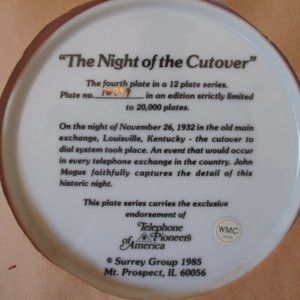 "The Night of the Cutover"
The fourth plate in a 12 plate series.
Plate no. in an edition strictly limited
to 20,000 plates.
On the night of November 26, 1932 in the old main
exchange, Louisville, Kentucky - the cutover to
dial system took place. An event that would occur
in every telephone exchange in the country. John
Mogus faithfully captures the detail of this
historic night.
This plate series carries the exclusive
endorsement of
Telephone
Pioneers
of America
WMC
© Surrey Group 1985
Mt. Prospect, IL 60056